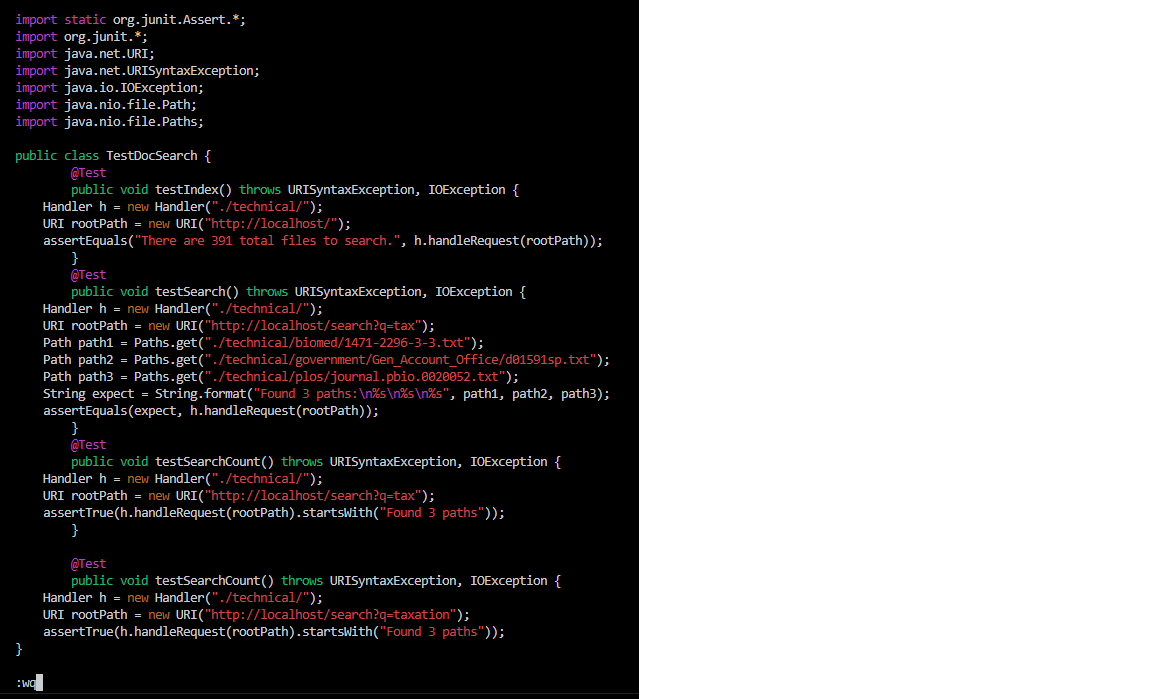 import static org.junit.Assert.*;
import org.junit.*;
import java.net.URI;
import java.net.URISyntaxException;
import java.io.IOException;
import java.nio.file.Path;
import java.nio.file.Paths;

public class TestDocSearch {
        @Test
        public void testIndex() throws URISyntaxException, IOException {
    Handler h = new Handler("./technical/");
    URI rootPath = new URI("http://localhost/");
    assertEquals("There are 391 total files to search.", h.handleRequest(rootPath));
        }
        @Test
        public void testSearch() throws URISyntaxException, IOException {
    Handler h = new Handler("./technical/");
    URI rootPath = new URI("http://localhost/search?q=tax");
    Path path1 = Paths.get("./technical/biomed/1471-2296-3-3.txt");
    Path path2 = Paths.get("./technical/government/Gen_Account_Office/d01591sp.txt");
    Path path3 = Paths.get("./technical/plos/journal.pbio.0020052.txt");
    String expect = String.format("Found 3 paths:\n%s\n%s\n%s", path1, path2, path3);
    assertEquals(expect, h.handleRequest(rootPath));
        }
        @Test
        public void testSearchCount() throws URISyntaxException, IOException {
    Handler h = new Handler("./technical/");
    URI rootPath = new URI("http://localhost/search?q=tax");
    assertTrue(h.handleRequest(rootPath).startsWith("Found 3 paths"));
        }

        @Test
        public void testSearchCount() throws URISyntaxException, IOException {
    Handler h = new Handler("./technical/");
    URI rootPath = new URI("http://localhost/search?q=taxation");
    assertTrue(h.handleRequest(rootPath).startsWith("Found 3 paths"));
}

:wq